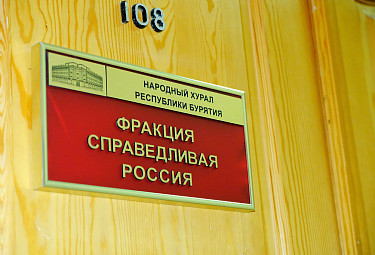 108
НАРОДНЫЙ ХУРАЛ
РЕСПУБЛИКИ БУРЯТИЯ
ФРАКЦИЯ
СПРАВЕДЛИВАЯ
РОССИЯ